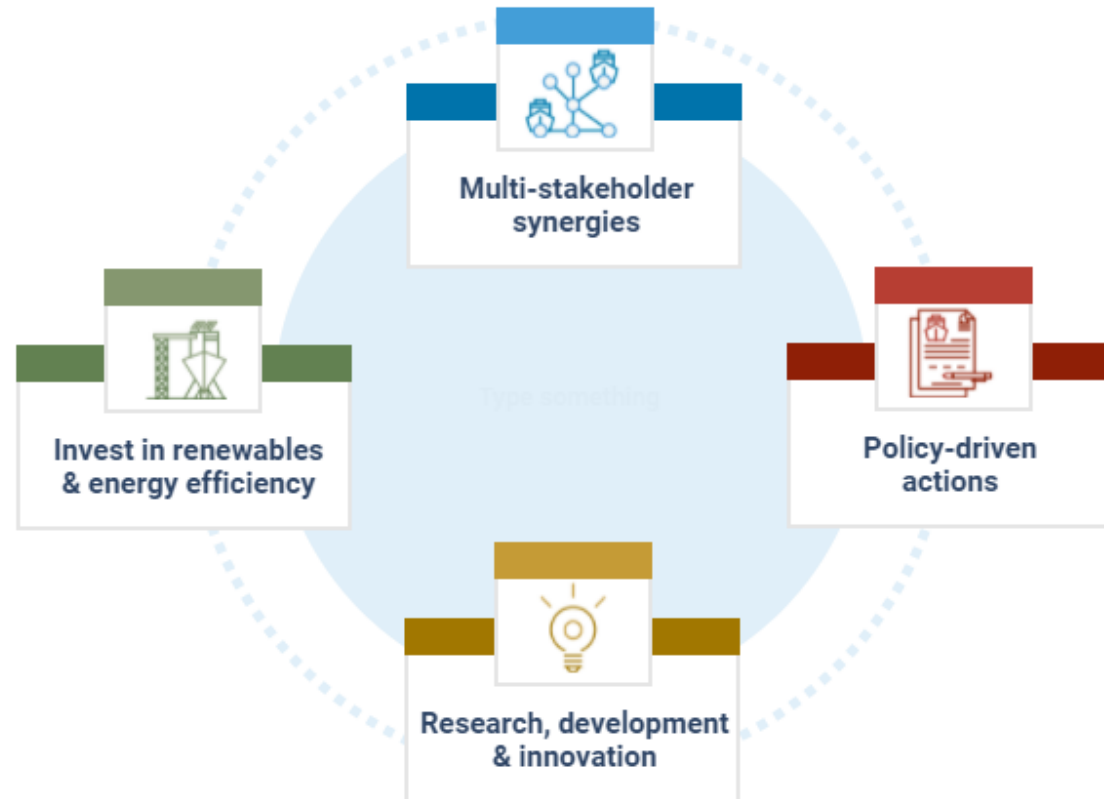 Multi-stakeholder
synergies
Invest in renewables
& energy efficiency
Policy-driven
actions
Type something
Research, development
& innovation